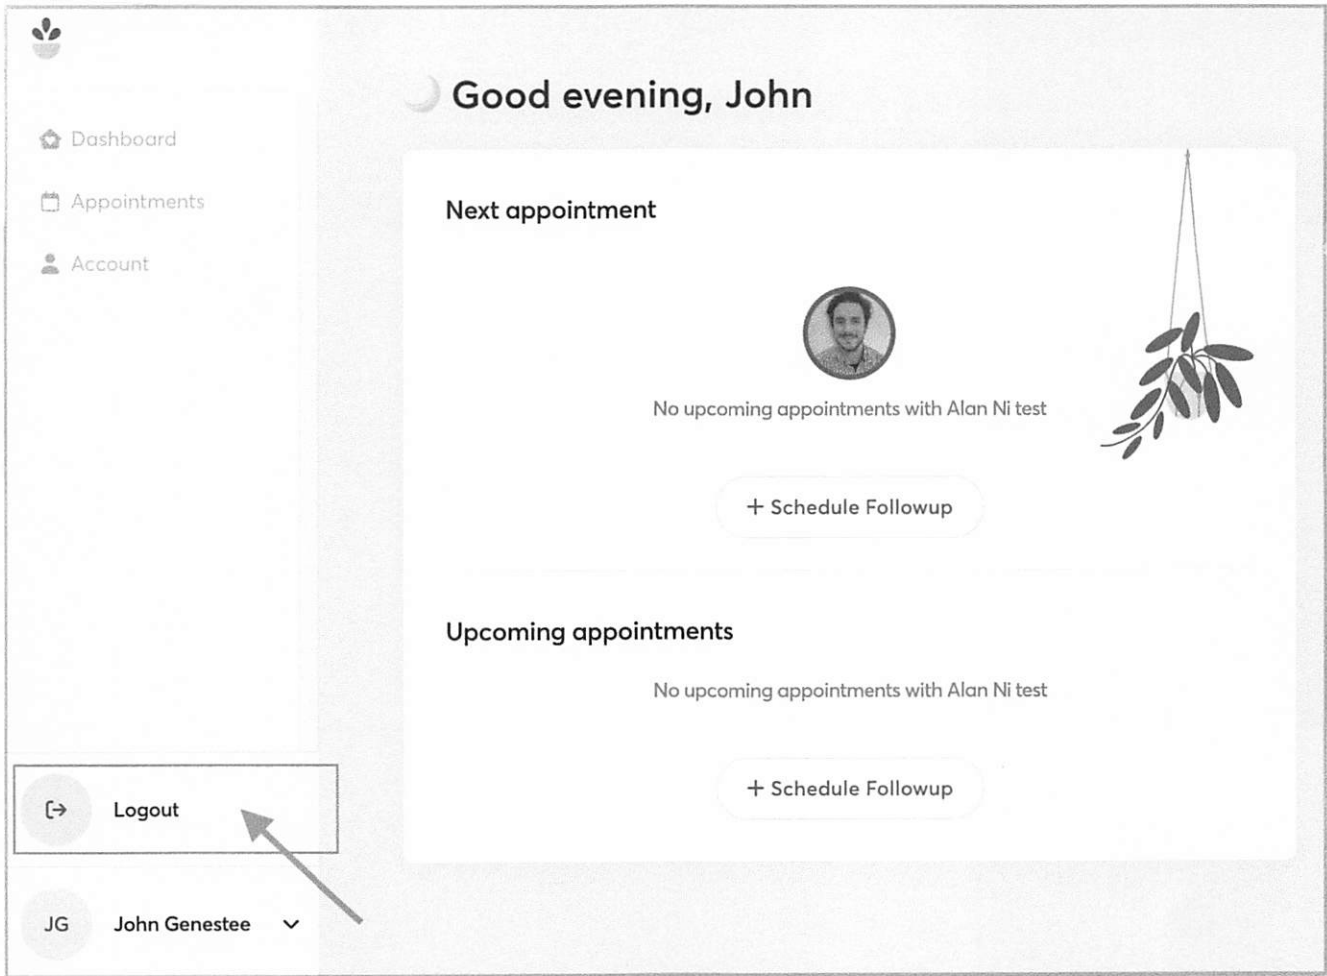 Dashboard
Appointments
Account
Good evening, John
Next appointment
No upcoming appointments with Alan Ni test
+ Schedule Followup
Upcoming appointments
No upcoming appointments with Alan Ni test
+ Schedule Followup
Logout
JG John Genestee